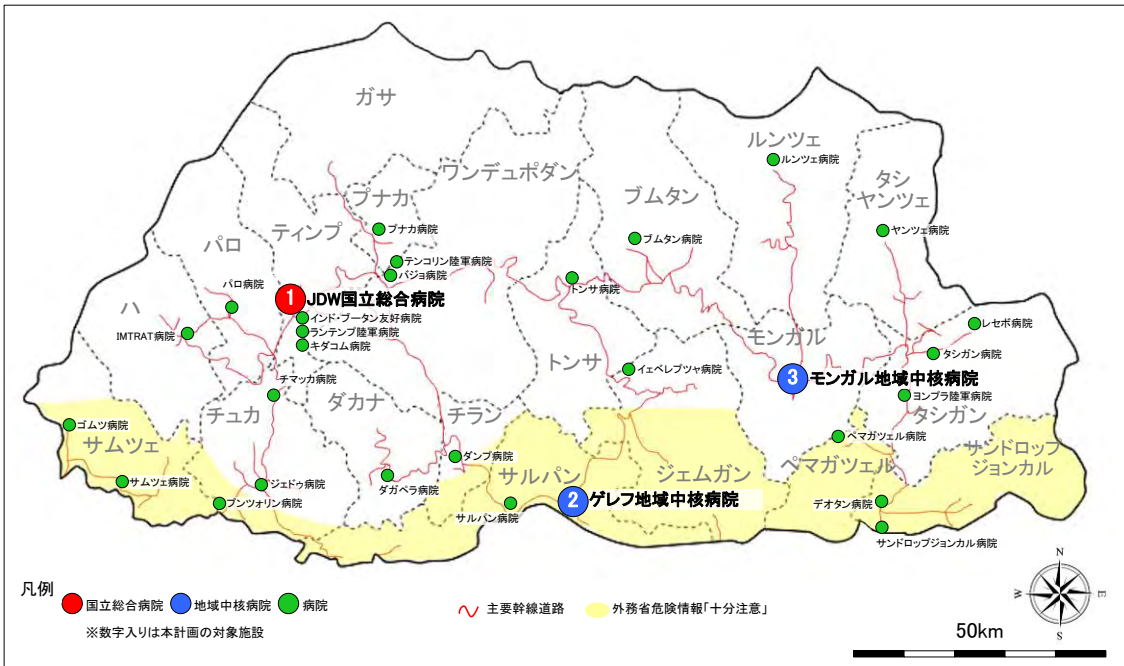 ガサ
ルンツェ
ルンツェ病院
ワンデュポダン
タシ
ヤンツェ
プナカ
ブムタン
プナカ病院
ティンプ
ヤンツェ病院
パロ
ブムタン病院
テンコリン陸軍病院
バジョ病院
トンサ病院
ハ
パロ病院
1
JDW国立総合病院
インド・ブータン友好病院
ランテンプ陸軍病院
キダコム病院
IMTRAT病院
モンガル
レセボ病院
タシガン病院
トンサ
イェベレプツャ病院
3
モンガル地域中核病院
チマッカ病院
ダカナ
ヨンプラ陸軍病院
チュカ
チラン
タシガン
ゴムツ病院
サムツェ
ペマガツェル病院
サンドロップ
ジョンカル
ダンプ病院
サルパン
ジェムガン
ペマガツェル
サムツェ病院
ジェドゥ病院
ダガペラ病院
プンツォリン病院
サルパン病院
2
ゲレフ地域中核病院
デオタン病院
サンドロップジョンカル病院
凡例
国立総合病院 地域中核病院 病院
主要幹線道路
外務省危険情報「十分注意」
※数字入りは本計画の対象施設
N
W
E
S
50km